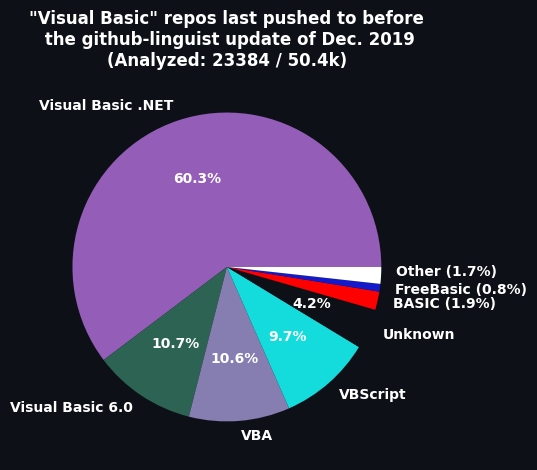 "Visual Basic" repos last pushed to before
the github-linguist update of Dec. 2019
(Analyzed: 23384 / 50.4k)
Visual Basic .NET
60.3%
Other (1.7%)
FreeBasic (0.8%)
BASIC (1.9%)
4.2%
Unknown
9.7%
10.7%
10.6%
VBScript
Visual Basic 6.0
VBA